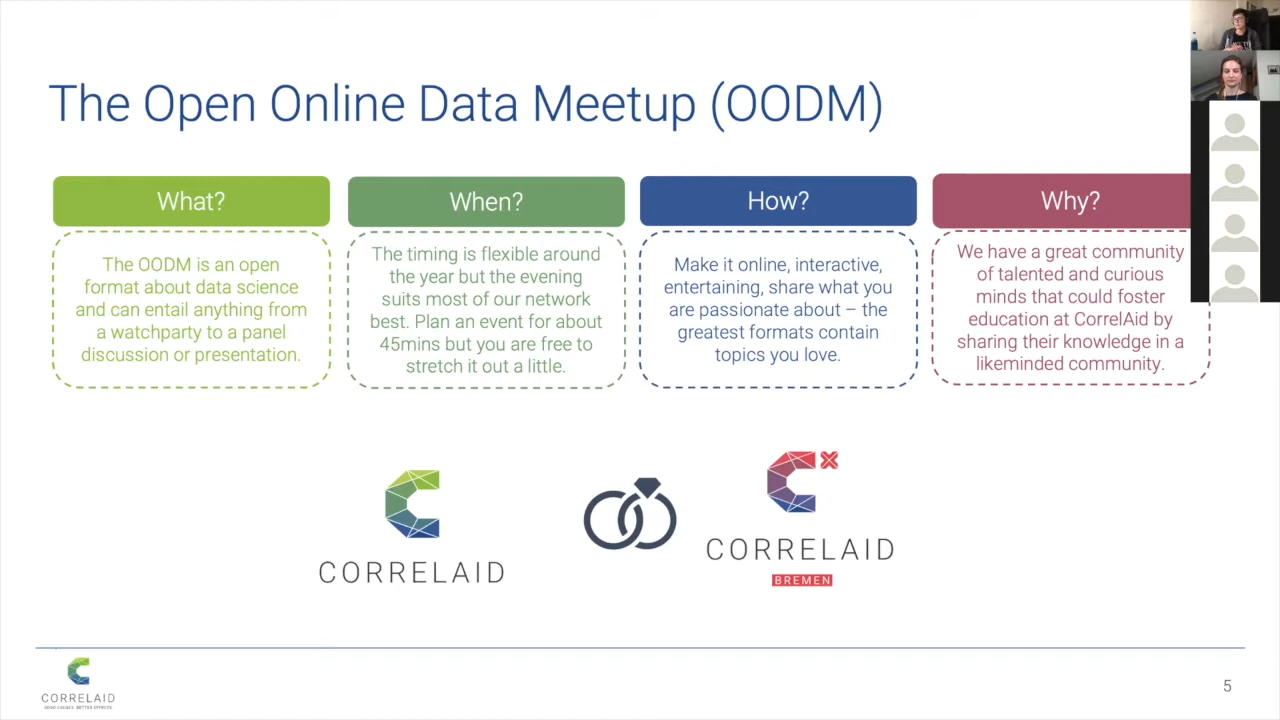 The Open Online Data Meetup (OODM)
What?
The OODM is an open
format about data science
and can entail anything from
a watchparty to a panel
discussion or presentation.
When?
The timing is flexible around
the year but the evening
suits most of our network
best. Plan an event for about
45mins but you are free to
stretch it out a little.
How?
Make it online, interactive,
entertaining, share what you
are passionate about – the
greatest formats contain
topics you love.
Why?
We have a great community
of talented and curious
minds that could foster
education at CorrelAid by
sharing their knowledge in a
likeminded community.
CORRELAID
CORRELAID
BREMEN
CORRELAID
GOOD CAUSES. BETTER EFFECTS.
5